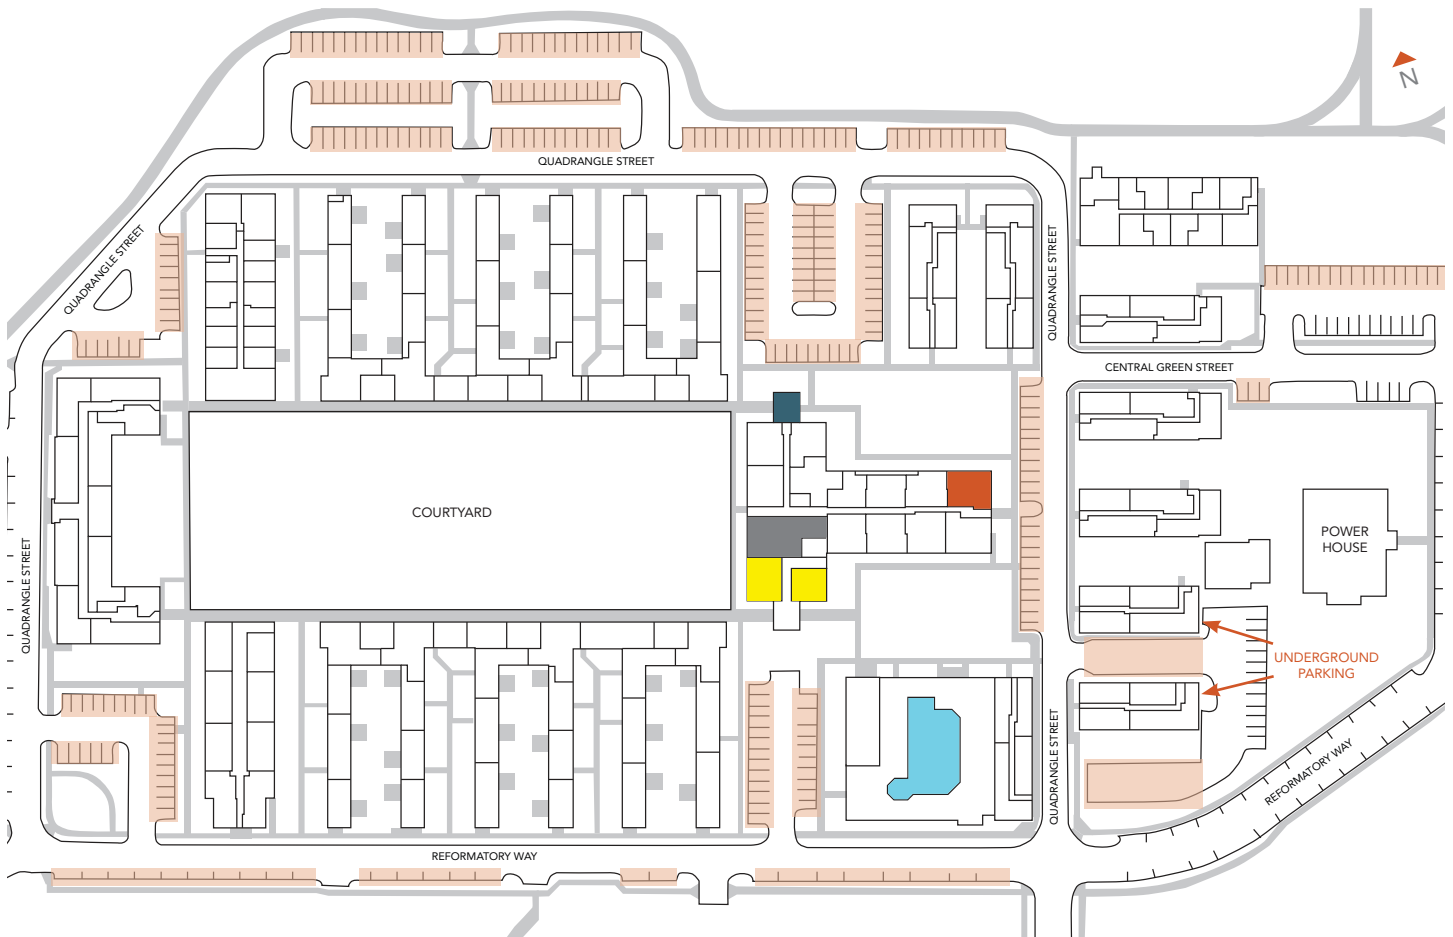 N
QUADRANGLE STREET
QUADRANGLE STREET
QUADRANGLE STREET
CENTRAL GREEN STREET
COURTYARD
POWER
HOUSE
QUADRANGLE STREET
UNDERGROUND
PARKING
QUADRANGLE STREET
REFORMATORY WAY
REFORMATORY WAY